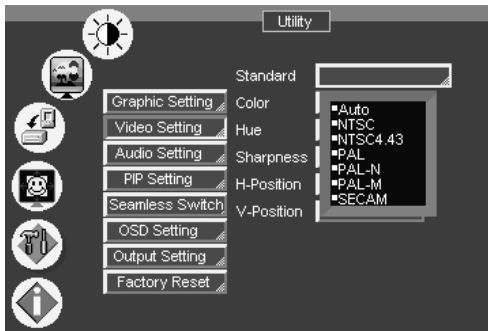 Utility
Standard
Graphic Setting
Color
Video Setting
Hue
Audio Setting
Sharpness
PIP Setting
H-Position
Seamless Switch
V-Position
OSD Setting
Output Setting
Factory Reset
Auto
NTSC
NTSC4.43
PAL
PAL-N
PAL-M
SECAM